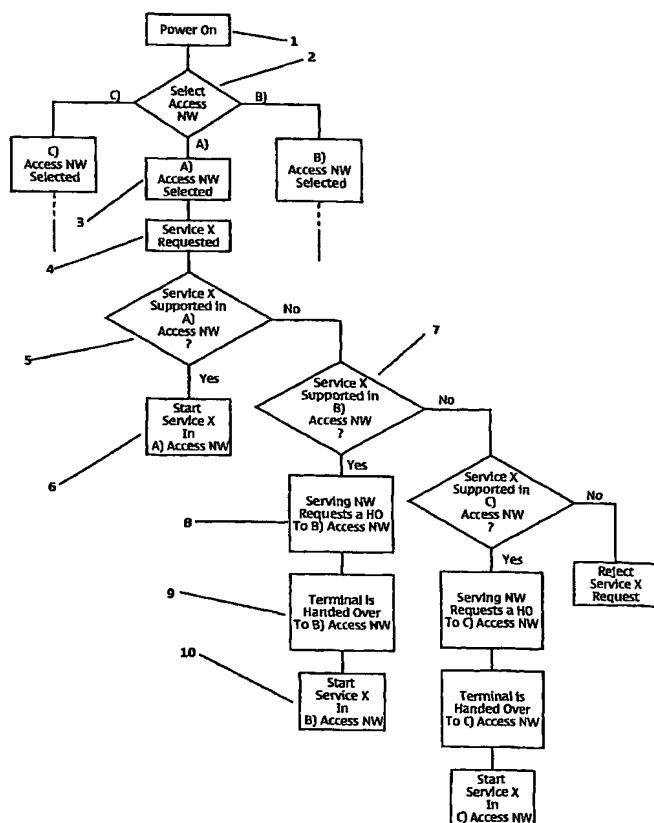 Power On
1
2
Select
Access
NW
C)
B)
A)
C)
Access NW
Selected
A)
Access NW
Selected
B)
Access NW
Selected
3
Service X
Requested
4
Service X
Supported in
A)
Access NW
?
No
5
Yes
7
Service X
Supported in
B)
Access NW
?
No
Start
Service X
In
A) Access NW
6
Yes
Service X
Supported in
C)
Access NW
?
No
Serving NW
Requests a HO
To B) Access NW
8
Yes
Reject
Service X
Request
Serving NW
Requests a HO
To C) Access NW
9
Terminal is
Handed Over
To B) Access NW
10
Start
Service X
In
B) Access NW
Terminal is
Handed Over
To C) Access NW
Start
Service X
In
C) Access NW